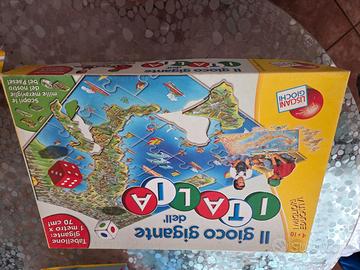 Il gioco gigante
dell'
ITALIA
Tabellone
gigante:
1 metro x
70 cm!
LISCIANI
GIOCHI
Scopri le
mille meraviglie
del nostro
bel Paese!
Il gioco gigante
dell'
ITALIA